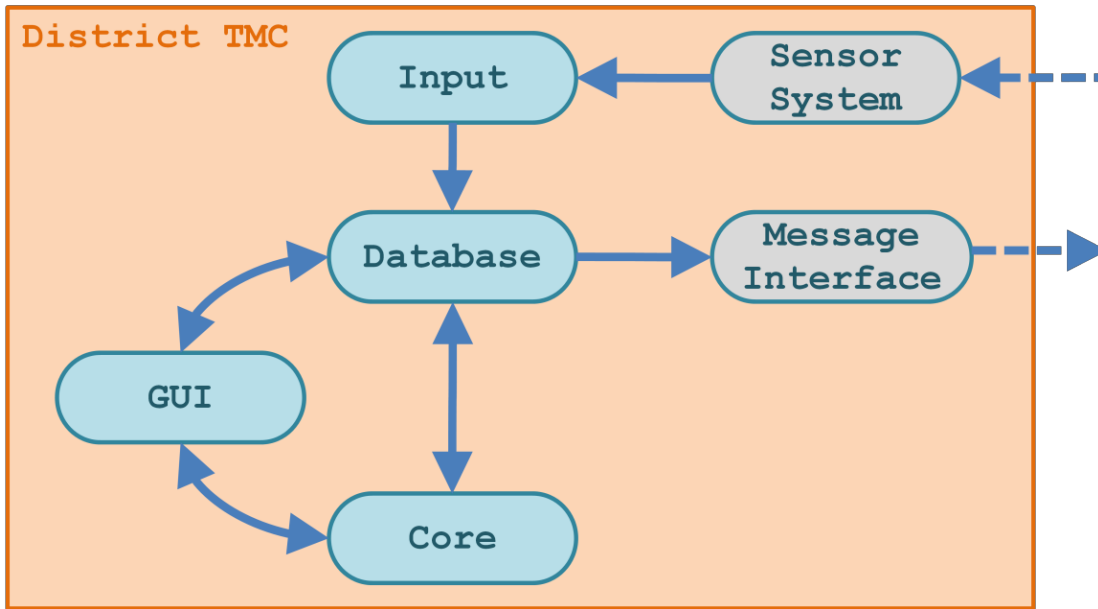 District TMC
Input
Sensor
System
Database
Message
Interface
GUI
Core